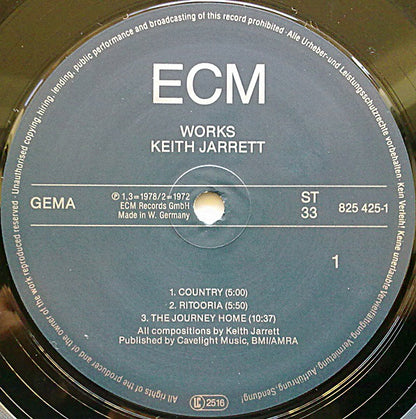 ECM
WORKS
KEITH JARRETT
GEMA
℗ 1,3=1978/2=1972
ECM Records GmbH
Made in W. Germany
ST
33
825 425-1
1
1. COUNTRY (5:00)
2. RITOORIA (5:50)
3. THE JOURNEY HOME (10:37)
All compositions by Keith Jarrett
Published by Cavelight Music, BMI/AMRA
LC 2516
All rights of the producer and of the owner of the work reproduced reserved · Unauthorised copying, hiring, lending, public performance and broadcasting of this record prohibited · Alle Urheber- und Leistungsschutzrechte vorbehalten. Kein Verleih! Keine unerlaubte Vervielfältigung, Vermietung, Aufführung, Sendung!